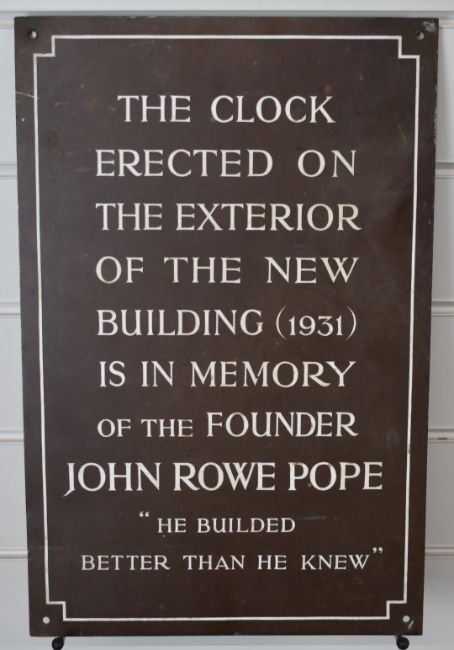 THE CLOCK
ERECTED ON
THE EXTERIOR
OF THE NEW
BUILDING (1931)
IS IN MEMORY
OF THE FOUNDER
JOHN ROWE POPE
"HE BUILDED
BETTER THAN HE KNEW"